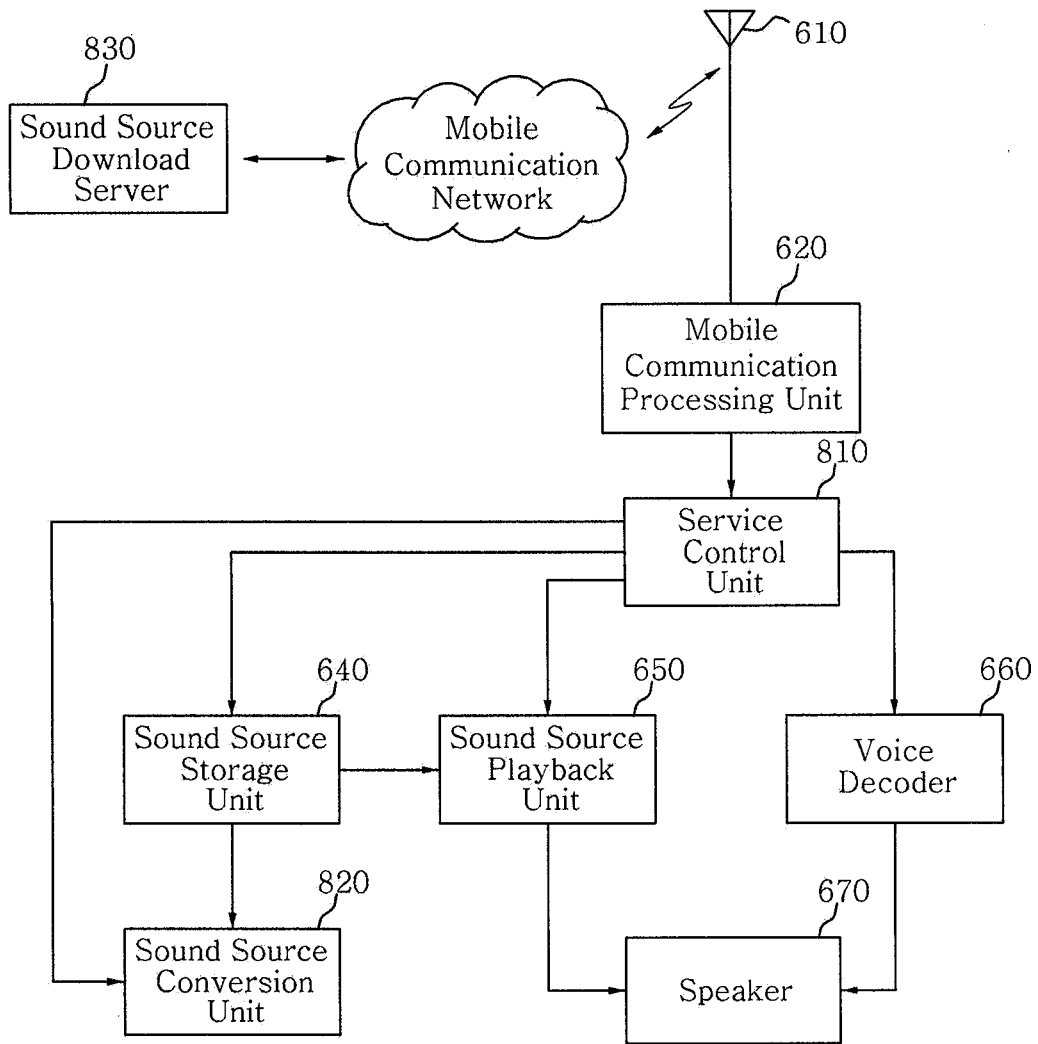 610
830
Sound Source
Download
Server
Mobile
Communication
Network
620
Mobile
Communication
Processing Unit
810
Service
Control
Unit
640
Sound Source
Storage
Unit
650
Sound Source
Playback
Unit
660
Voice
Decoder
820
Sound Source
Conversion
Unit
670
Speaker